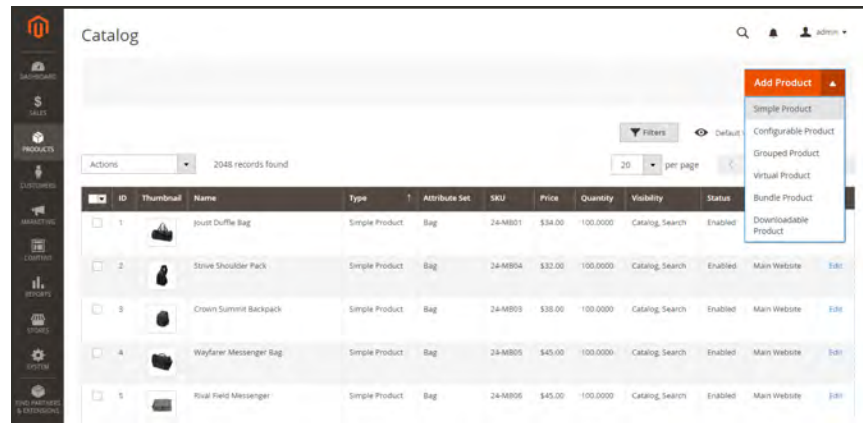 Catalog
admin
DASHBOARD
SALES
PRODUCTS
CUSTOMERS
MARKETING
CONTENT
REPORTS
STORES
SYSTEM
FIND PARTNERS
& EXTENSIONS
Add Product
Simple Product
Configurable Product
Grouped Product
Virtual Product
Bundle Product
Downloadable
Product
Filters
Default
Actions
2048 records found
20
per page
ID Thumbnail Name Type ↑ Attribute Set SKU Price Quantity Visibility Status
1 Joust Duffle Bag Simple Product Bag 24-MB01 $34.00 100.0000 Catalog, Search Enabled
2 Strive Shoulder Pack Simple Product Bag 24-MB04 $32.00 100.0000 Catalog, Search Enabled Main Website Edit
3 Crown Summit Backpack Simple Product Bag 24-MB03 $38.00 100.0000 Catalog, Search Enabled Main Website Edit
4 Wayfarer Messenger Bag Simple Product Bag 24-MB05 $45.00 100.0000 Catalog, Search Enabled Main Website Edit
5 Rival Field Messenger Simple Product Bag 24-MB06 $45.00 100.0000 Catalog, Search Enabled Main Website Edit